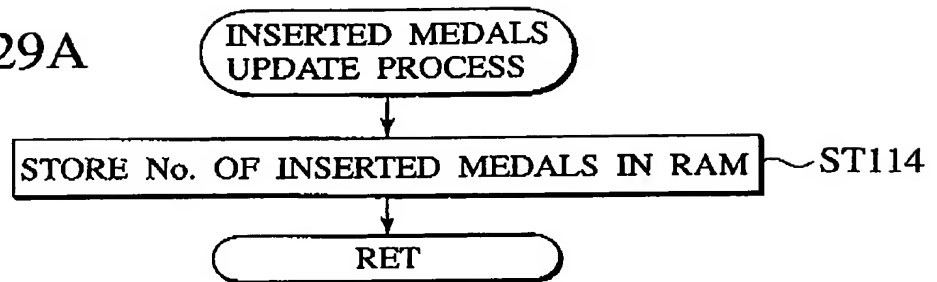 29A
INSERTED MEDALS
UPDATE PROCESS
STORE No. OF INSERTED MEDALS IN RAM
ST114
RET